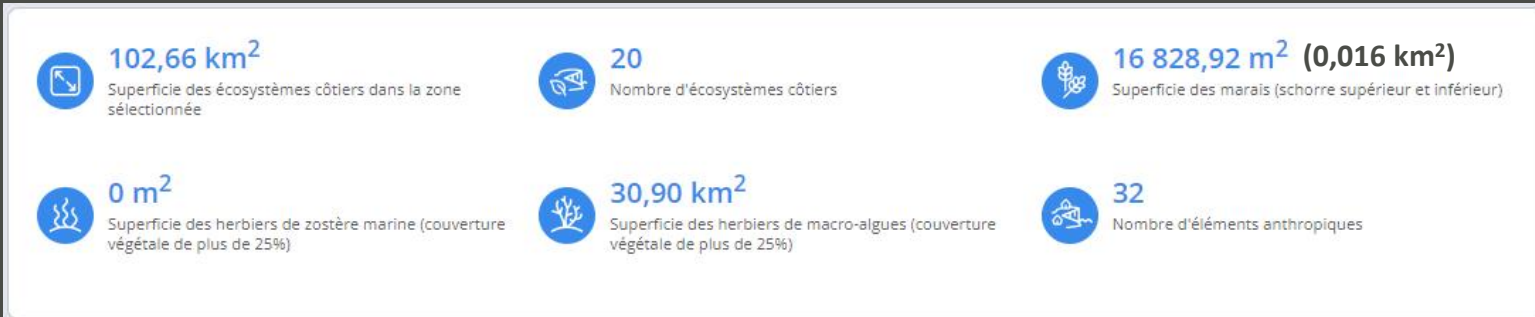 102,66 km²
Superficie des écosystèmes côtiers dans la zone
sélectionnée
20
Nombre d'écosystèmes côtiers
16 828,92 m² (0,016 km²)
Superficie des marais (schorre supérieur et inférieur)
0 m²
Superficie des herbiers de zostère marine (couverture
végétale de plus de 25%)
30,90 km²
Superficie des herbiers de macro-algues (couverture
végétale de plus de 25%)
32
Nombre d'éléments anthropiques